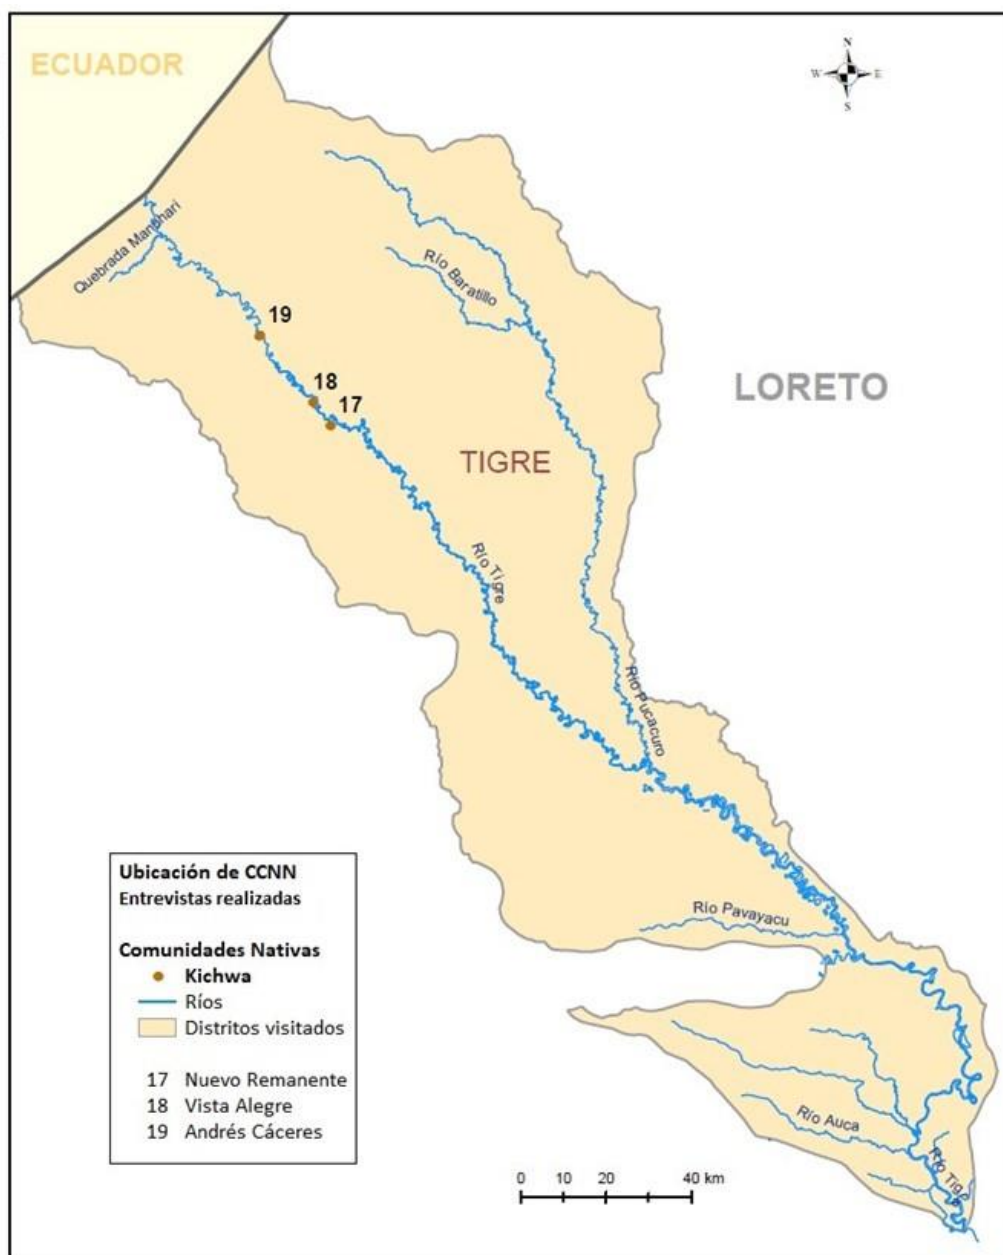 ECUADOR
N
W E
S
Quebrada Manchari
Río Baratillo
19
18
17
LORETO
TIGRE
Río Tigre
Río Pucacuro
Río Pavayacu
Río Auca
Río Tig
Ubicación de CCNN
Entrevistas realizadas
Comunidades Nativas
Kichwa
Ríos
Distritos visitados
17 Nuevo Remanente
18 Vista Alegre
19 Andrés Cáceres
0 10 20 40 km